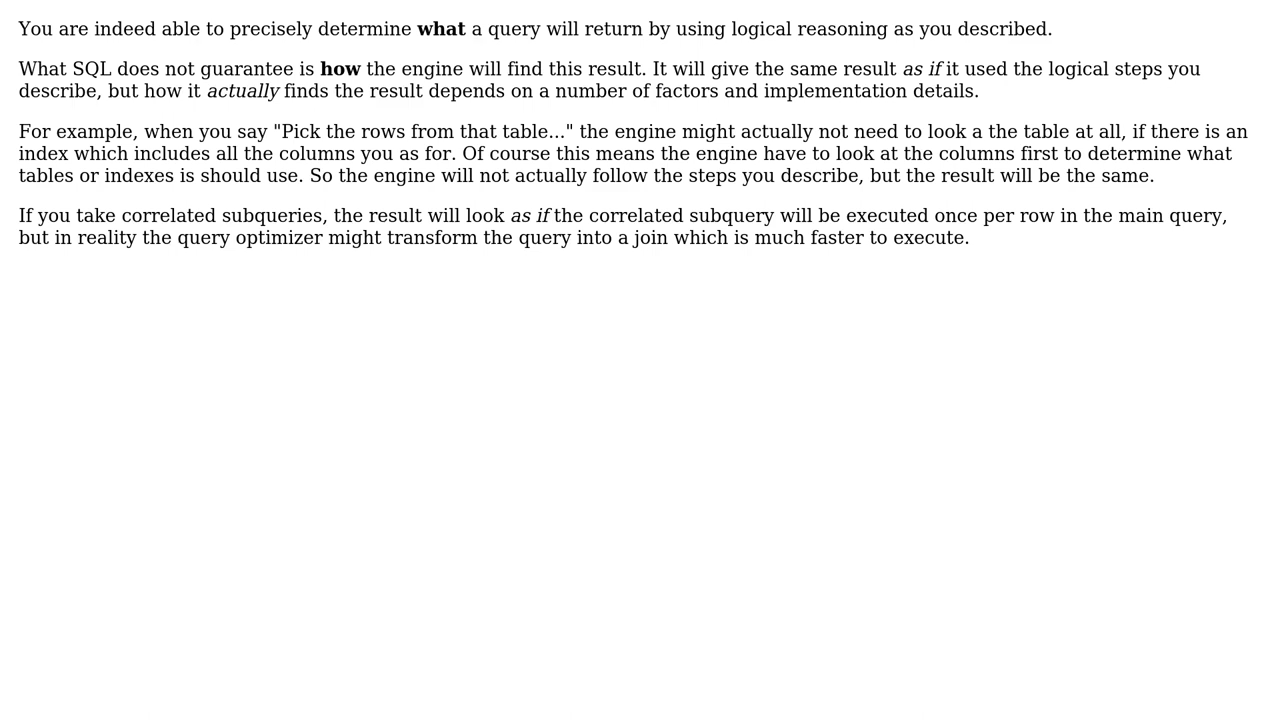 You are indeed able to precisely determine what a query will return by using logical reasoning as you described.
What SQL does not guarantee is how the engine will find this result. It will give the same result as if it used the logical steps you
describe, but how it actually finds the result depends on a number of factors and implementation details.
For example, when you say "Pick the rows from that table..." the engine might actually not need to look a the table at all, if there is an
index which includes all the columns you as for. Of course this means the engine have to look at the columns first to determine what
tables or indexes is should use. So the engine will not actually follow the steps you describe, but the result will be the same.
If you take correlated subqueries, the result will look as if the correlated subquery will be executed once per row in the main query,
but in reality the query optimizer might transform the query into a join which is much faster to execute.